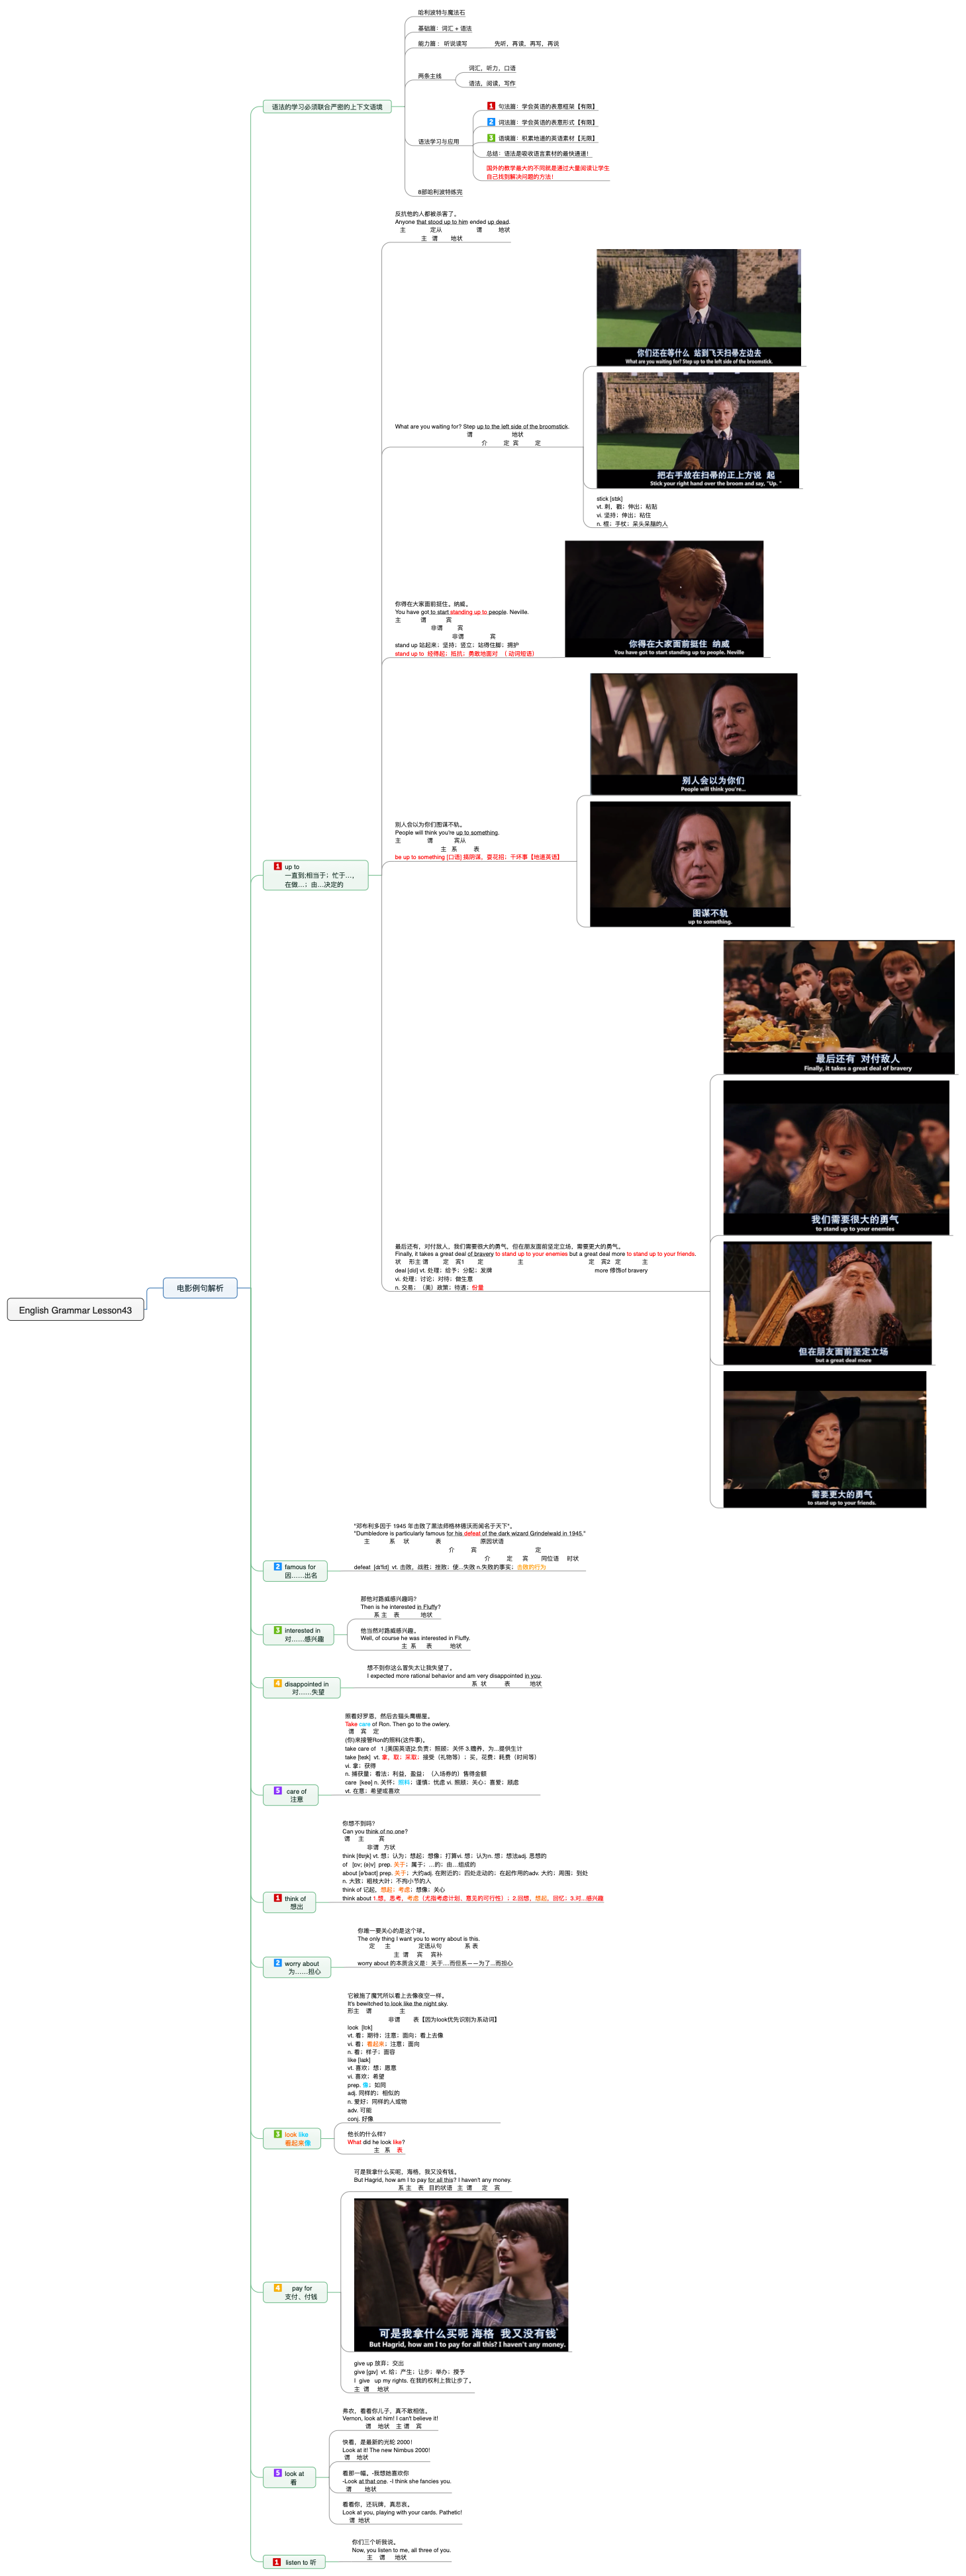 English Grammar Lesson43
电影例句解析
语法的学习必须联合严密的上下文语境
哈利波特与魔法石
基础篇：词汇 + 语法
能力篇： 听说读写
先听，再读，再写，再说
两条主线
词汇，听力，口语
语法，阅读，写作
语法学习与应用
1 句法篇：学会英语的表意框架【有限】
2 词法篇：学会英语的表意形式【有限】
3 语境篇：积累地道的英语素材【无限】
总结：语法是吸收语言素材的最快通道！
国外的教学最大的不同就是通过大量阅读让学生
自己找到解决问题的方法！
8部哈利波特练完
1 up to
一直到;相当于；忙于…，
在做…；由…决定的
反抗他的人都被杀害了。
Anyone that stood up to him ended up dead.
主 定从 谓 地状
主 谓 地状
What are you waiting for? Step up to the left side of the broomstick.
谓 地状
介 定 宾 定
你们还在等什么 站到飞天扫帚左边去
What are you waiting for? Step up to the left side of the broomstick.
把右手放在扫帚的正上方说 起
Stick your right hand over the broom and say, "Up."
stick [stɪk]
vt. 刺，戳；伸出；粘贴
vi. 坚持；伸出；粘住
n. 棍；手杖；呆头呆脑的人
你得在大家面前挺住。纳威。
You have got to start standing up to people. Neville.
主 谓 宾
非谓 宾
非谓 宾
stand up 站起来；坚持；竖立；站得住脚；拥护
stand up to 经得起；抵抗；勇敢地面对 （ 动词短语）
你得在大家面前挺住 纳威
You have got to start standing up to people. Neville
别人会以为你们图谋不轨。
People will think you're up to something.
主 谓 宾从
主 系 表
be up to something [口语] 搞阴谋、耍花招；干坏事【地道英语】
别人会以为你们
People will think you're...
图谋不轨
up to something.
最后还有，对付敌人，我们需要很大的勇气，但在朋友面前坚定立场，需要更大的勇气。
Finally, it takes a great deal of bravery to stand up to your enemies but a great deal more to stand up to your friends.
状 形主 谓 定 宾1 定 主 定 宾2 定 主
deal [diːl] vt. 处理；给予；分配；发牌 more 修饰of bravery
vi. 处理；讨论；对待；做生意
n. 交易；（美）政策；待遇；份量
最后还有 对付敌人
Finally, it takes a great deal of bravery
我们需要很大的勇气
to stand up to your enemies
但在朋友面前坚定立场
but a great deal more
需要更大的勇气
to stand up to your friends.
2 famous for
因……出名
"邓布利多因于 1945 年击败了黑法师格林德沃而闻名于天下"。
"Dumbledore is particularly famous for his defeat of the dark wizard Grindelwald in 1945."
主 系 状 表 原因状语
介 宾 定
介 定 宾 同位语 时状
defeat [dɪ'fiːt] vt. 击败，战胜；挫败；使…失败 n.失败的事实；击败的行为
3 interested in
对……感兴趣
那他对路威感兴趣吗?
Then is he interested in Fluffy?
系 主 表 地状
他当然对路威感兴趣。
Well, of course he was interested in Fluffy.
主 系 表 地状
4 disappointed in
对……失望
想不到你这么冒失太让我失望了。
I expected more rational behavior and am very disappointed in you.
系 状 表 地状
5 care of
注意
照看好罗恩，然后去猫头鹰棚屋。
Take care of Ron. Then go to the owlery.
谓 宾 定
(你)来接管Ron的照料(这件事)。
take care of 1.[美国英语]2.负责；照顾；关怀 3.赡养，为…提供生计
take [teɪk] vt. 拿，取；采取；接受（礼物等）；买，花费；耗费（时间等）
vi. 拿；获得
n. 捕获量；看法；利益，盈益；（入场券的）售得金额
care [keə] n. 关怀；照料；谨慎；忧虑 vi. 照顾；关心；喜爱；顾虑
vt. 在意；希望或喜欢
1 think of
想出
你想不到吗？
Can you think of no one?
谓 主 宾
非谓 方状
think [θɪŋk] vt. 想；认为；想起；想像；打算vi. 想；认为n. 想；想法adj. 思想的
of [ɒv; (ə)v] prep. 关于；属于；…的；由…组成的
about [ə'baʊt] prep. 关于；大约adj. 在附近的；四处走动的；在起作用的adv. 大约；周围；到处
n. 大致；粗枝大叶；不拘小节的人
think of 记起，想起；考虑；想像；关心
think about 1.想，思考，考虑（尤指考虑计划，意见的可行性）；2.回想，想起，回忆；3.对…感兴趣
2 worry about
为……担心
你唯一要关心的是这个球。
The only thing I want you to worry about is this.
定 主 定语从句 系 表
主 谓 宾 宾补
worry about 的本质含义是：关于…而但系——为了…而担心
3 look like
看起来像
它被施了魔咒所以看上去像夜空一样。
It's bewitched to look like the night sky.
形主 谓 主
非谓 表【因为look优先识别为系动词】
look [lʊk]
vt. 看；期待；注意；面向；看上去像
vi. 看；看起来；注意；面向
n. 看；样子；面容
like [laɪk]
vt. 喜欢；想；愿意
vi. 喜欢；希望
prep. 像；如同
adj. 同样的；相似的
n. 爱好；同样的人或物
adv. 可能
conj. 好像
他长的什么样?
What did he look like?
主 系 表
4 pay for
支付、付钱
可是我拿什么买呢，海格，我又没有钱。
But Hagrid, how am I to pay for all this? I haven't any money.
系 主 表 目的状语 主 谓 定 宾
可是我拿什么买呢 海格 我又没有钱
But Hagrid, how am I to pay for all this? I haven't any money.
give up 放弃；交出
give [gɪv] vt. 给；产生；让步；举办；授予
I give up my rights. 在我的权利上我让步了。
主 谓 地状
5 look at
看
弗农，看看你儿子，真不敢相信。
Vernon, look at him! I can't believe it!
谓 地状 主 谓 宾
快看，是最新的光轮 2000！
Look at it! The new Nimbus 2000!
谓 地状
看那一幅。-我想她喜欢你
-Look at that one. -I think she fancies you.
谓 地状
看看你，还玩牌，真悲哀。
Look at you, playing with your cards. Pathetic!
谓 地状
1 listen to 听
你们三个听我说。
Now, you listen to me, all three of you.
主 谓 地状